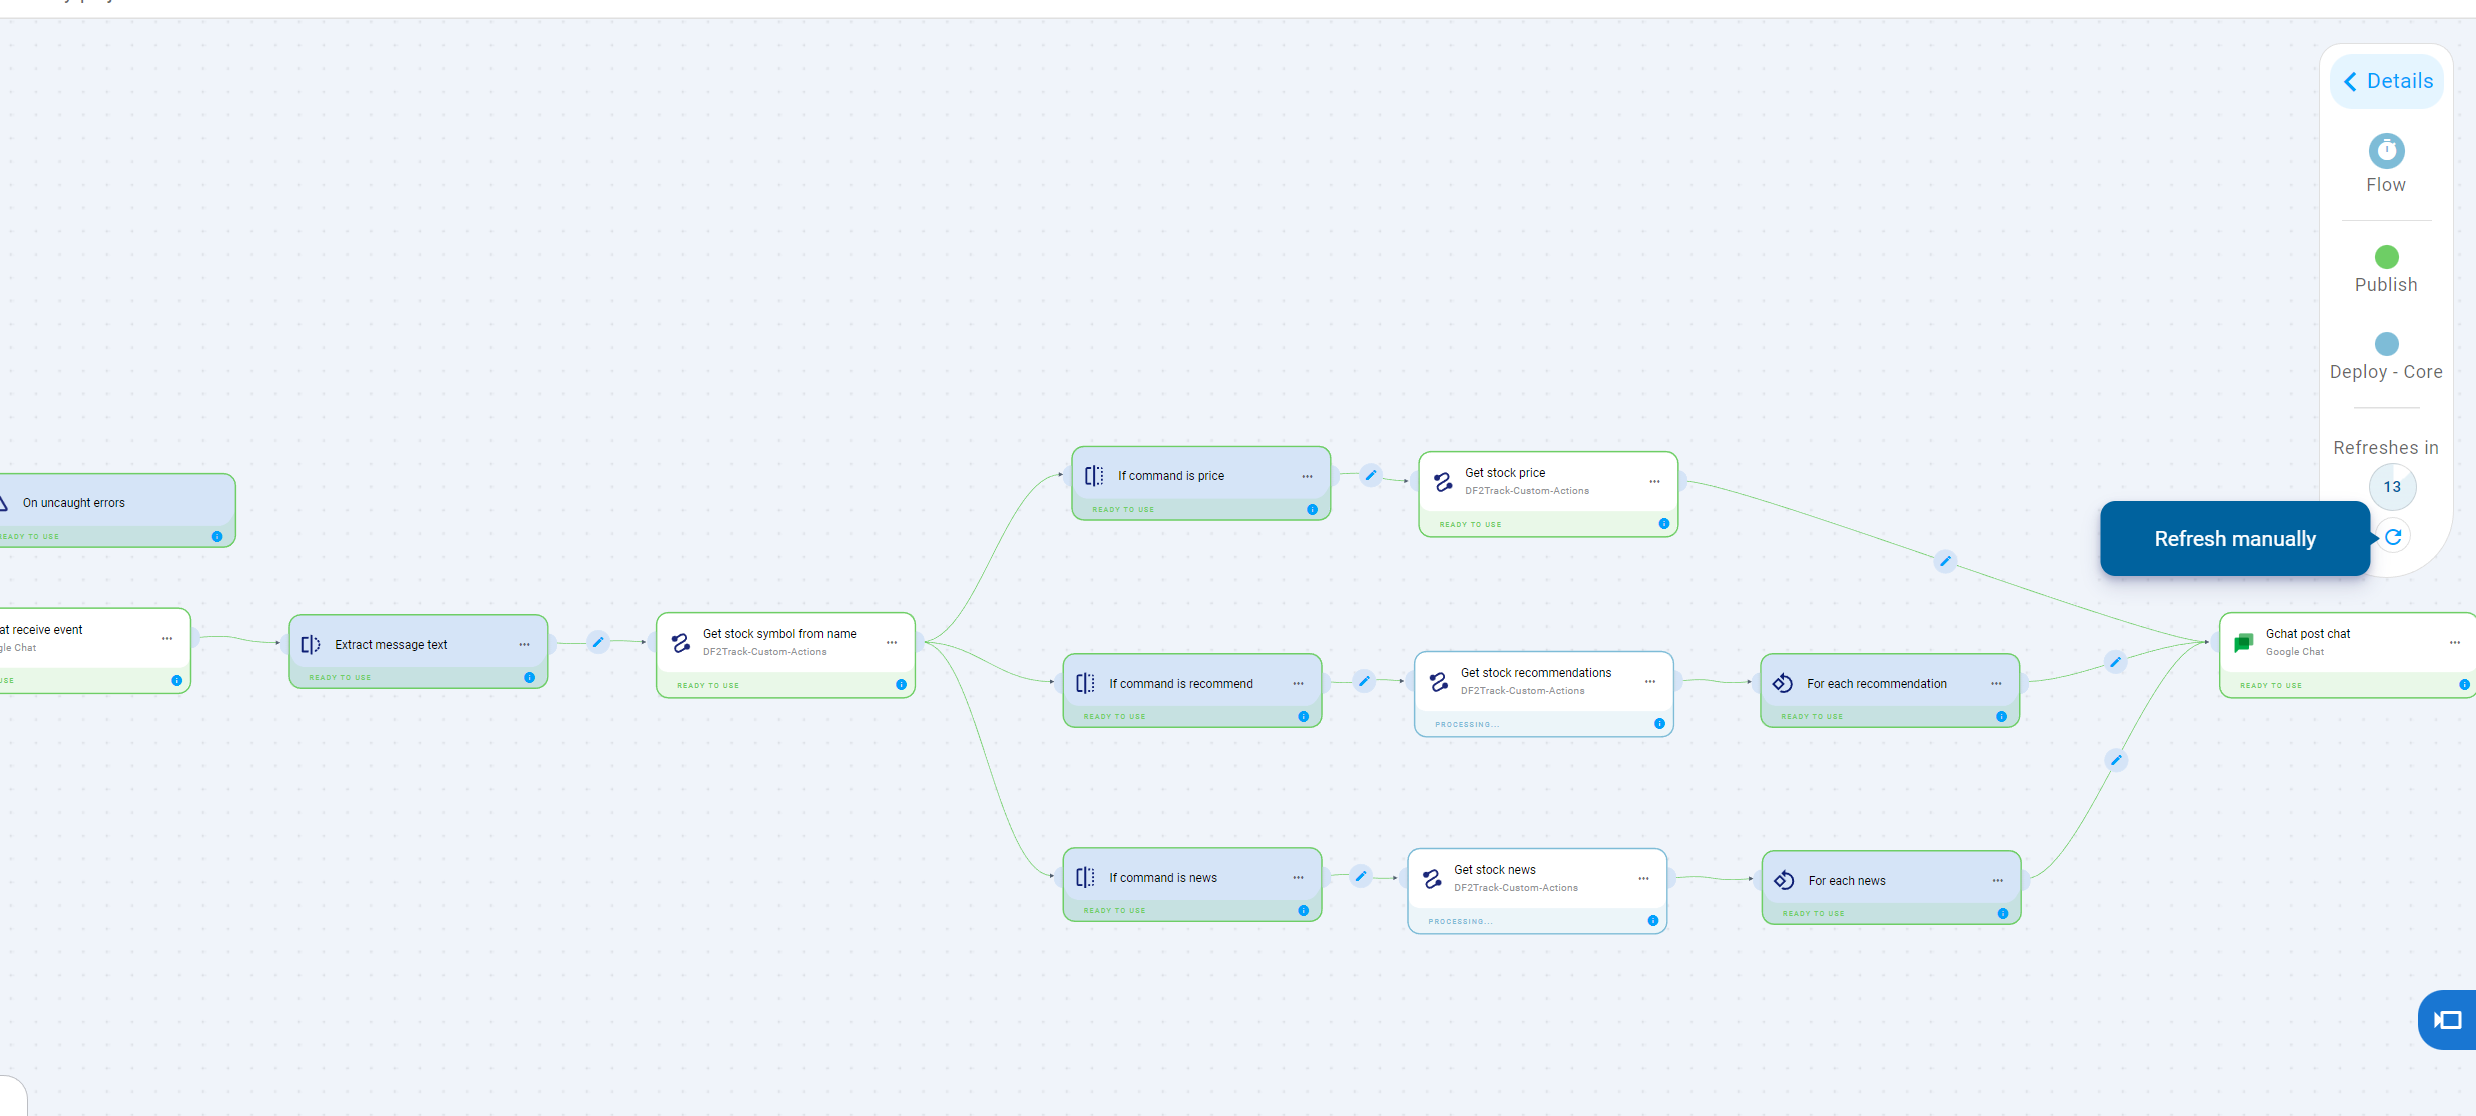 Details
Flow
Publish
Deploy - Core
Refreshes in
13
Refresh manually
On uncaught errors
READY TO USE
at receive event
gle Chat
USE
Extract message text
READY TO USE
Get stock symbol from name
DF2Track-Custom-Actions
READY TO USE
If command is price
READY TO USE
Get stock price
DF2Track-Custom-Actions
READY TO USE
If command is recommend
READY TO USE
Get stock recommendations
DF2Track-Custom-Actions
PROCESSING...
For each recommendation
READY TO USE
If command is news
READY TO USE
Get stock news
DF2Track-Custom-Actions
PROCESSING...
For each news
READY TO USE
Gchat post chat
Google Chat
READY TO USE